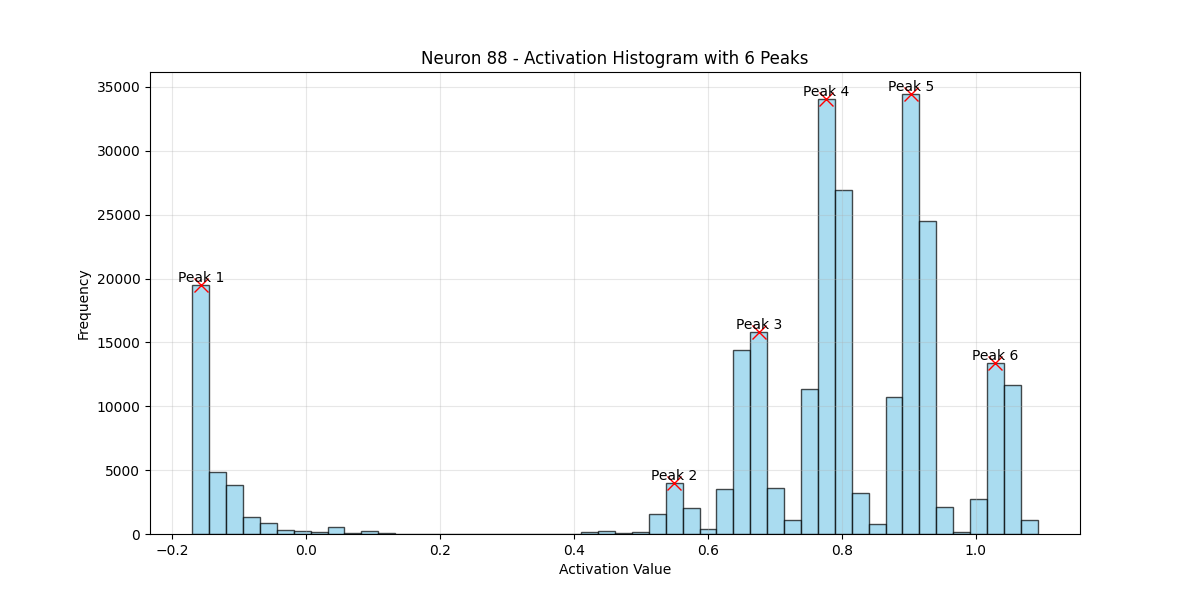 Neuron 88 - Activation Histogram with 6 Peaks
35000
30000
25000
20000
15000
10000
5000
0
Frequency
Peak 1
Peak 2
Peak 3
Peak 4
Peak 5
Peak 6
−0.2
0.0
0.2
0.4
0.6
0.8
1.0
Activation Value